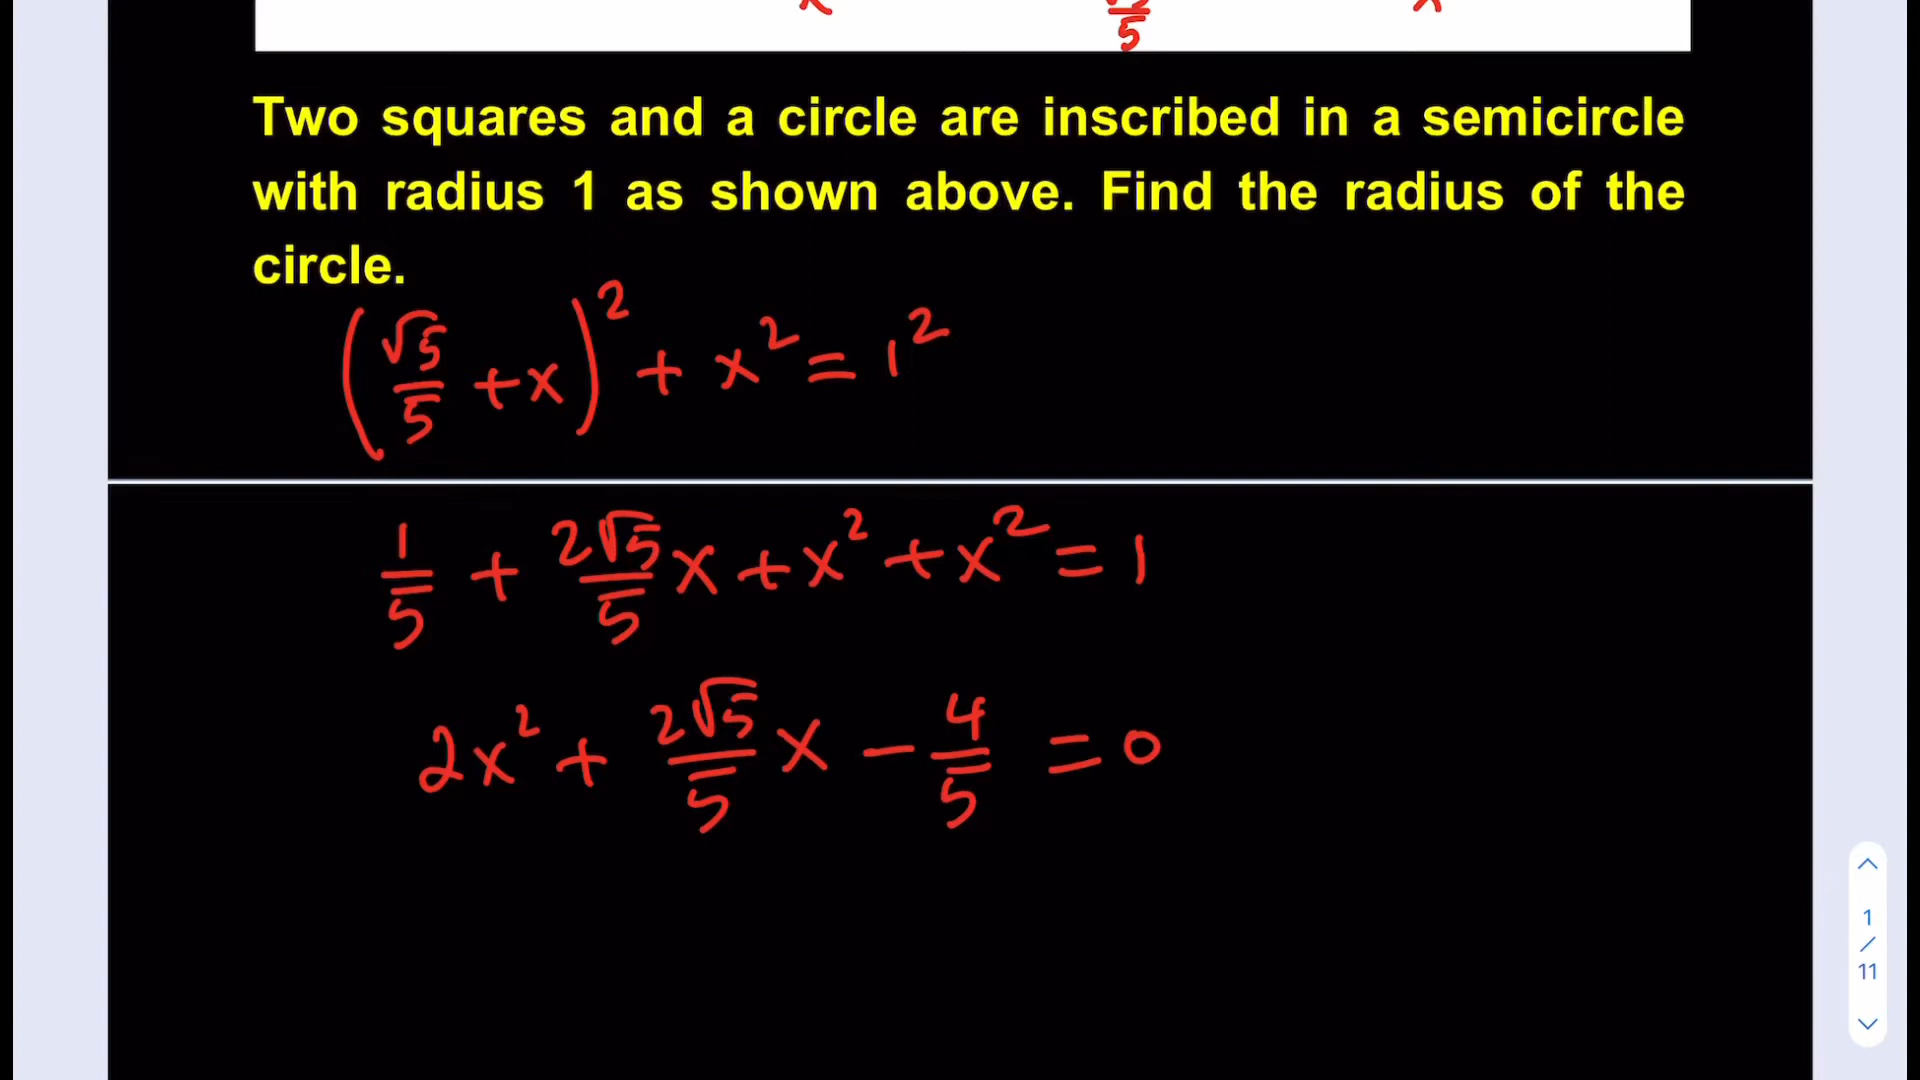 x √5/5 x
Two squares and a circle are inscribed in a semicircle
with radius 1 as shown above. Find the radius of the
circle.
(√5/5 + x)² + x² = 1²
1/5 + 2√5/5 x + x² + x² = 1
2x² + 2√5/5 x - 4/5 = 0
1
/
11